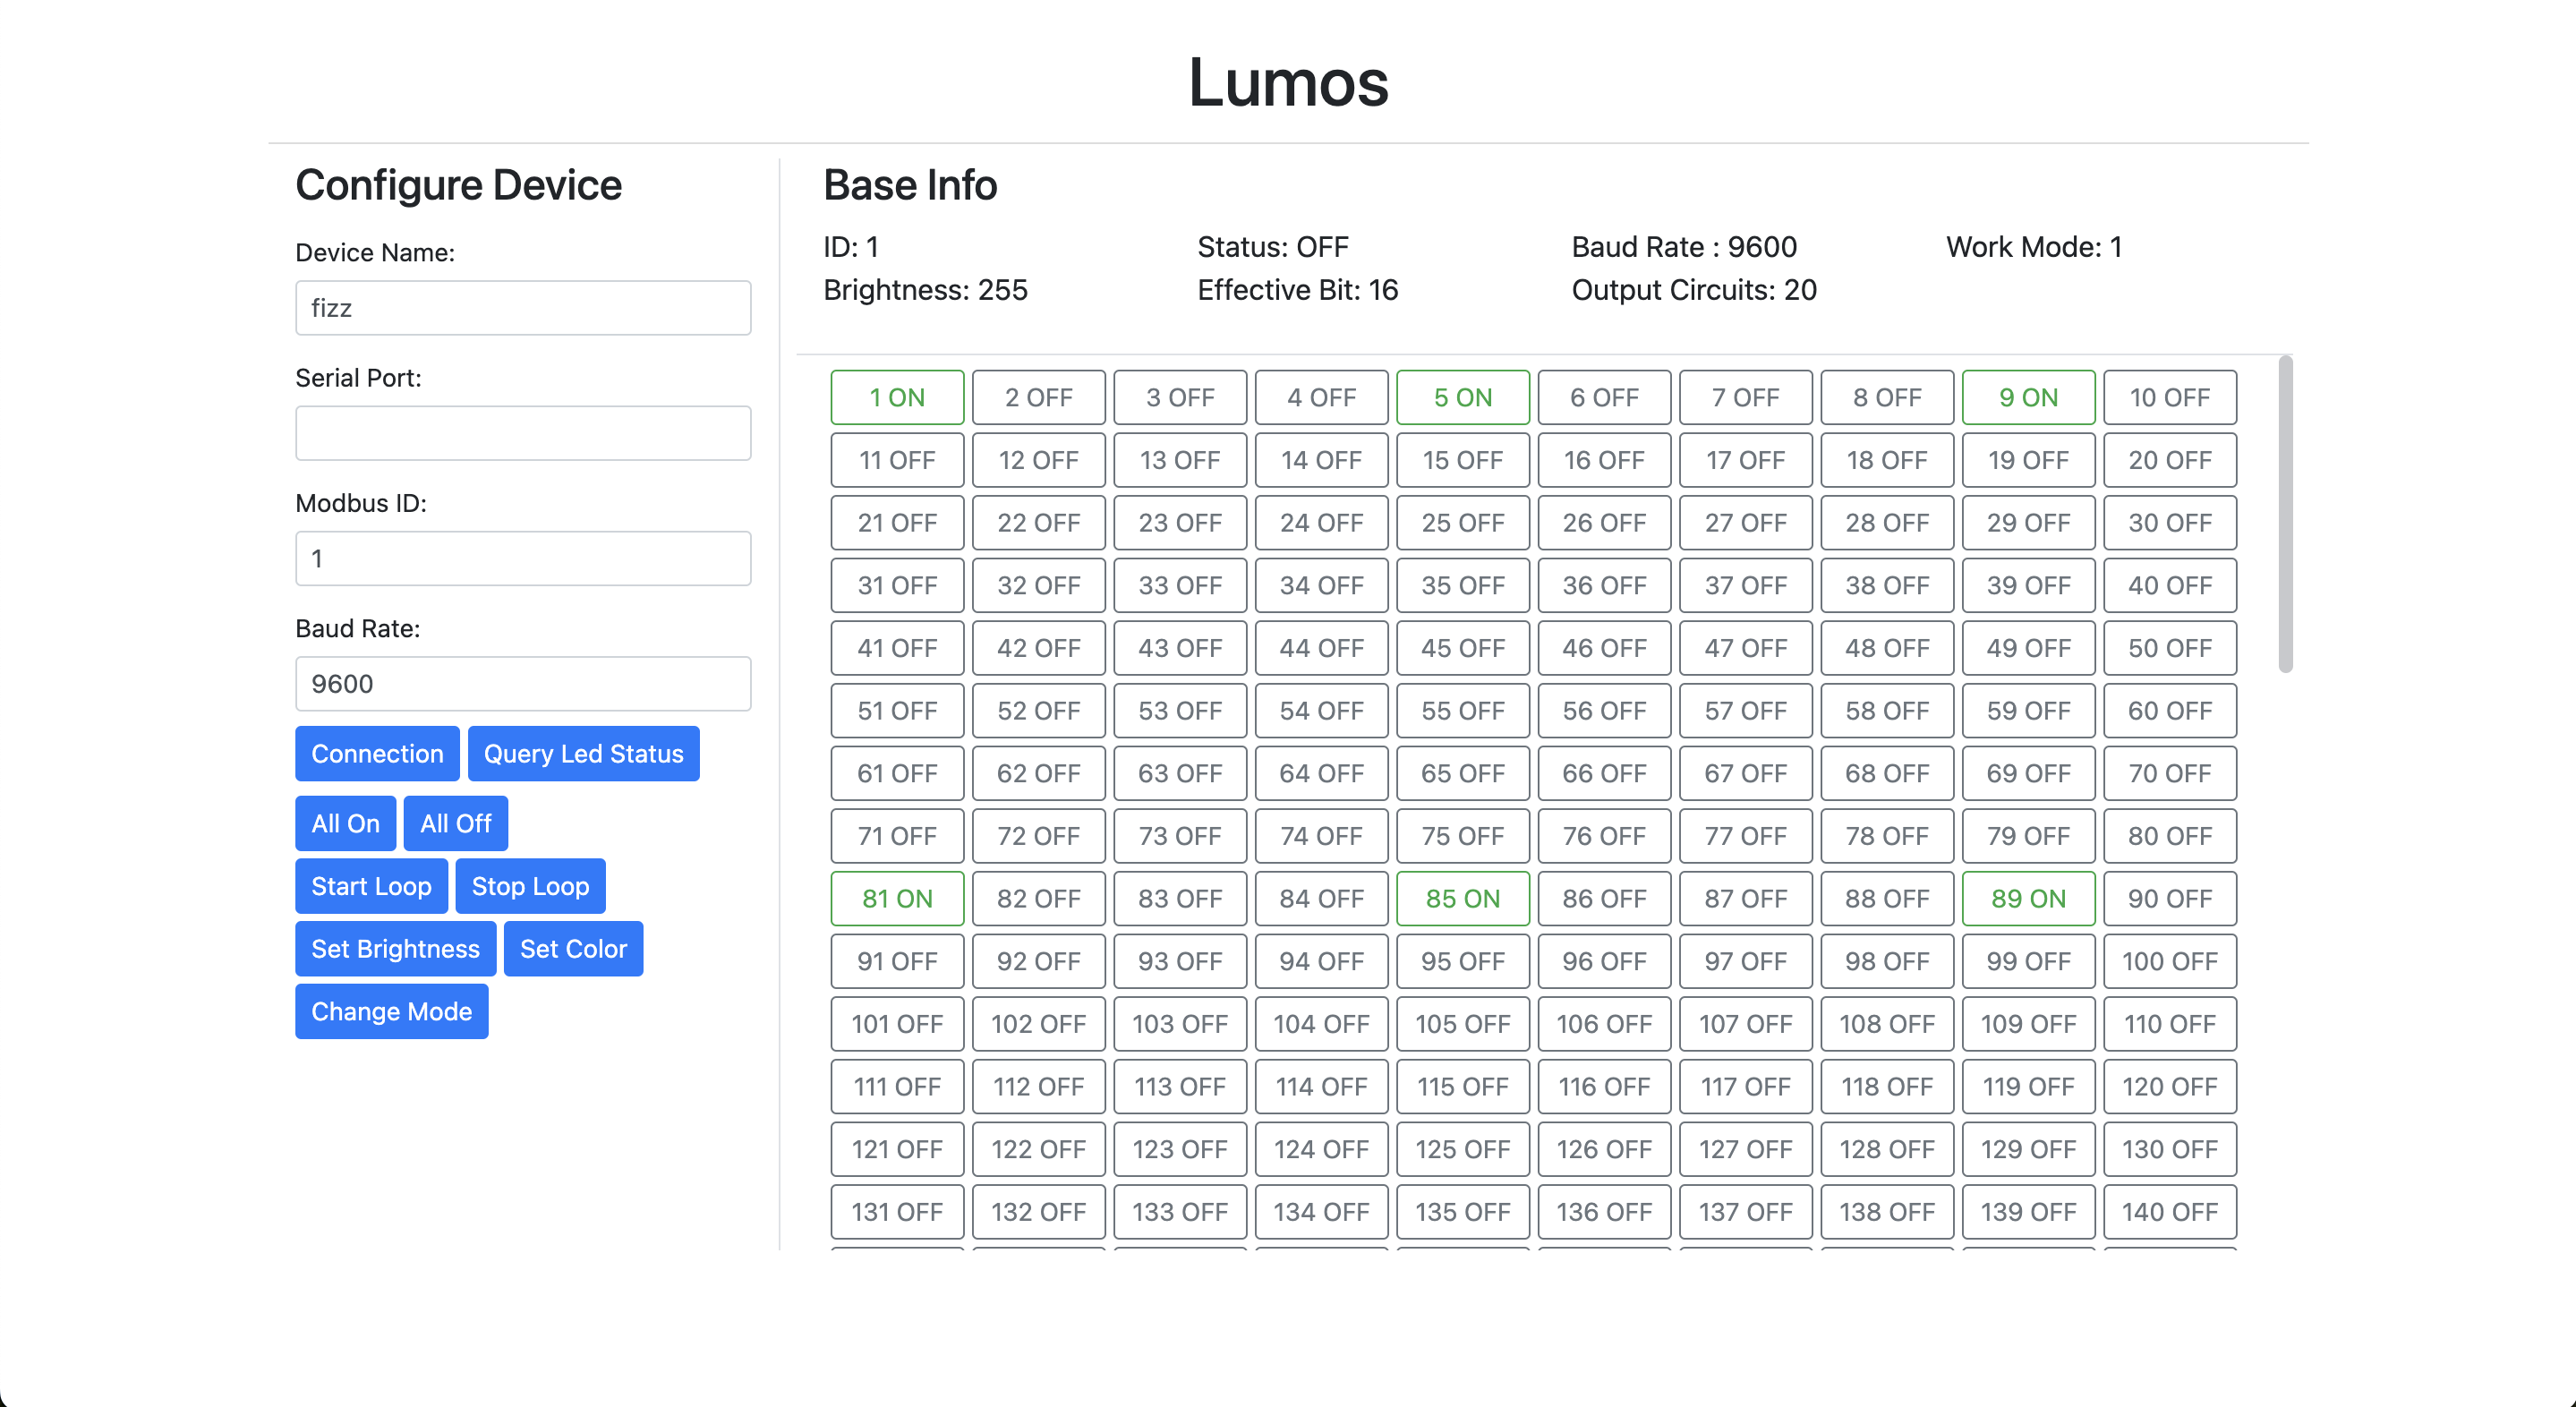 Lumos
Configure Device
Device Name:
fizz
Serial Port:
Modbus ID:
1
Baud Rate:
9600
Connection Query Led Status
All On All Off
Start Loop Stop Loop
Set Brightness Set Color
Change Mode
Base Info
ID: 1 Status: OFF Baud Rate : 9600 Work Mode: 1
Brightness: 255 Effective Bit: 16 Output Circuits: 20
1 ON 2 OFF 3 OFF 4 OFF 5 ON 6 OFF 7 OFF 8 OFF 9 ON 10 OFF
11 OFF 12 OFF 13 OFF 14 OFF 15 OFF 16 OFF 17 OFF 18 OFF 19 OFF 20 OFF
21 OFF 22 OFF 23 OFF 24 OFF 25 OFF 26 OFF 27 OFF 28 OFF 29 OFF 30 OFF
31 OFF 32 OFF 33 OFF 34 OFF 35 OFF 36 OFF 37 OFF 38 OFF 39 OFF 40 OFF
41 OFF 42 OFF 43 OFF 44 OFF 45 OFF 46 OFF 47 OFF 48 OFF 49 OFF 50 OFF
51 OFF 52 OFF 53 OFF 54 OFF 55 OFF 56 OFF 57 OFF 58 OFF 59 OFF 60 OFF
61 OFF 62 OFF 63 OFF 64 OFF 65 OFF 66 OFF 67 OFF 68 OFF 69 OFF 70 OFF
71 OFF 72 OFF 73 OFF 74 OFF 75 OFF 76 OFF 77 OFF 78 OFF 79 OFF 80 OFF
81 ON 82 OFF 83 OFF 84 OFF 85 ON 86 OFF 87 OFF 88 OFF 89 ON 90 OFF
91 OFF 92 OFF 93 OFF 94 OFF 95 OFF 96 OFF 97 OFF 98 OFF 99 OFF 100 OFF
101 OFF 102 OFF 103 OFF 104 OFF 105 OFF 106 OFF 107 OFF 108 OFF 109 OFF 110 OFF
111 OFF 112 OFF 113 OFF 114 OFF 115 OFF 116 OFF 117 OFF 118 OFF 119 OFF 120 OFF
121 OFF 122 OFF 123 OFF 124 OFF 125 OFF 126 OFF 127 OFF 128 OFF 129 OFF 130 OFF
131 OFF 132 OFF 133 OFF 134 OFF 135 OFF 136 OFF 137 OFF 138 OFF 139 OFF 140 OFF